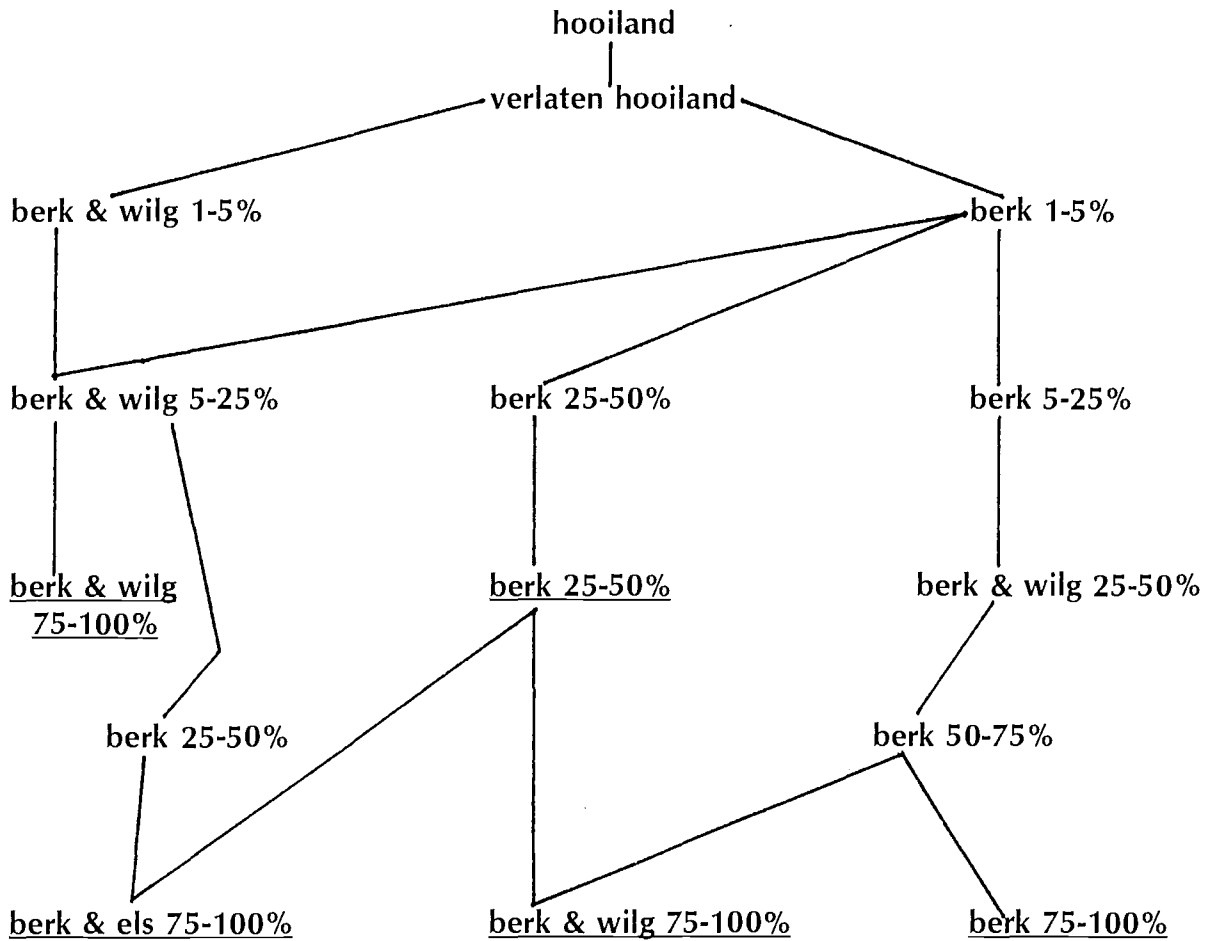 hooiland
verlaten hooiland
berk & wilg 1-5%
berk 1-5%
berk & wilg 5-25%
berk 25-50%
berk 5-25%
berk & wilg
75-100%
berk 25-50%
berk & wilg 25-50%
berk 25-50%
berk 50-75%
berk & els 75-100%
berk & wilg 75-100%
berk 75-100%